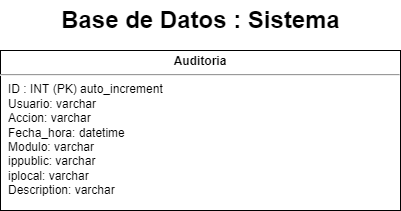 Base de Datos : Sistema
Auditoria
ID : INT (PK) auto_increment
Usuario: varchar
Accion: varchar
Fecha_hora: datetime
Modulo: varchar
ippublic: varchar
iplocal: varchar
Description: varchar